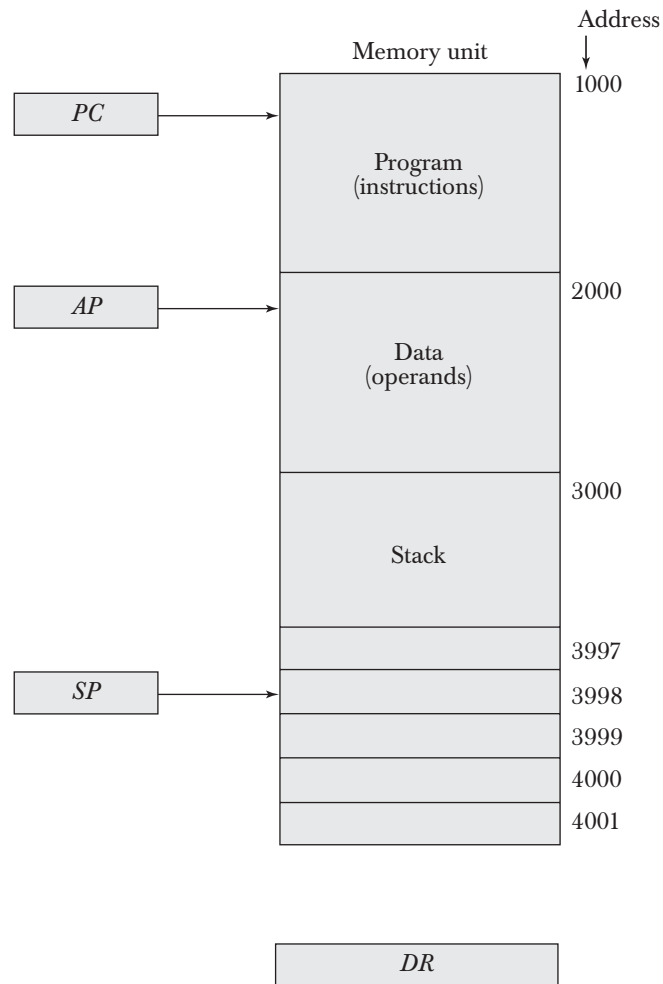 Address
Memory unit
1000
PC
Program
(instructions)
2000
AP
Data
(operands)
3000
Stack
3997
SP
3998
3999
4000
4001
DR